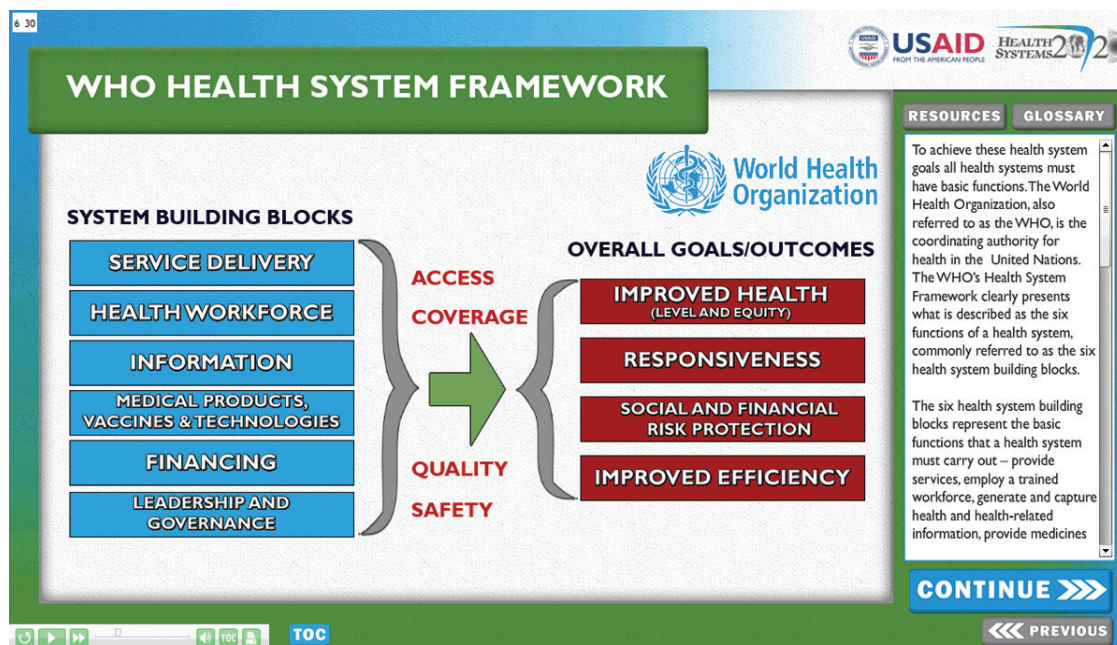 6 30
USAID
FROM THE AMERICAN PEOPLE
HEALTH
SYSTEMS 20/20
WHO HEALTH SYSTEM FRAMEWORK
World Health
Organization
SYSTEM BUILDING BLOCKS
SERVICE DELIVERY
HEALTH WORKFORCE
INFORMATION
MEDICAL PRODUCTS,
VACCINES & TECHNOLOGIES
FINANCING
LEADERSHIP AND
GOVERNANCE
ACCESS
COVERAGE
QUALITY
SAFETY
OVERALL GOALS/OUTCOMES
IMPROVED HEALTH
(LEVEL AND EQUITY)
RESPONSIVENESS
SOCIAL AND FINANCIAL
RISK PROTECTION
IMPROVED EFFICIENCY
RESOURCES
GLOSSARY
To achieve these health system
goals all health systems must
have basic functions. The World
Health Organization, also
referred to as the WHO, is the
coordinating authority for
health in the United Nations.
The WHO's Health System
Framework clearly presents
what is described as the six
functions of a health system,
commonly referred to as the six
health system building blocks.
The six health system building
blocks represent the basic
functions that a health system
must carry out – provide
services, employ a trained
workforce, generate and capture
health and health-related
information, provide medicines
CONTINUE
PREVIOUS
TOC
TOC